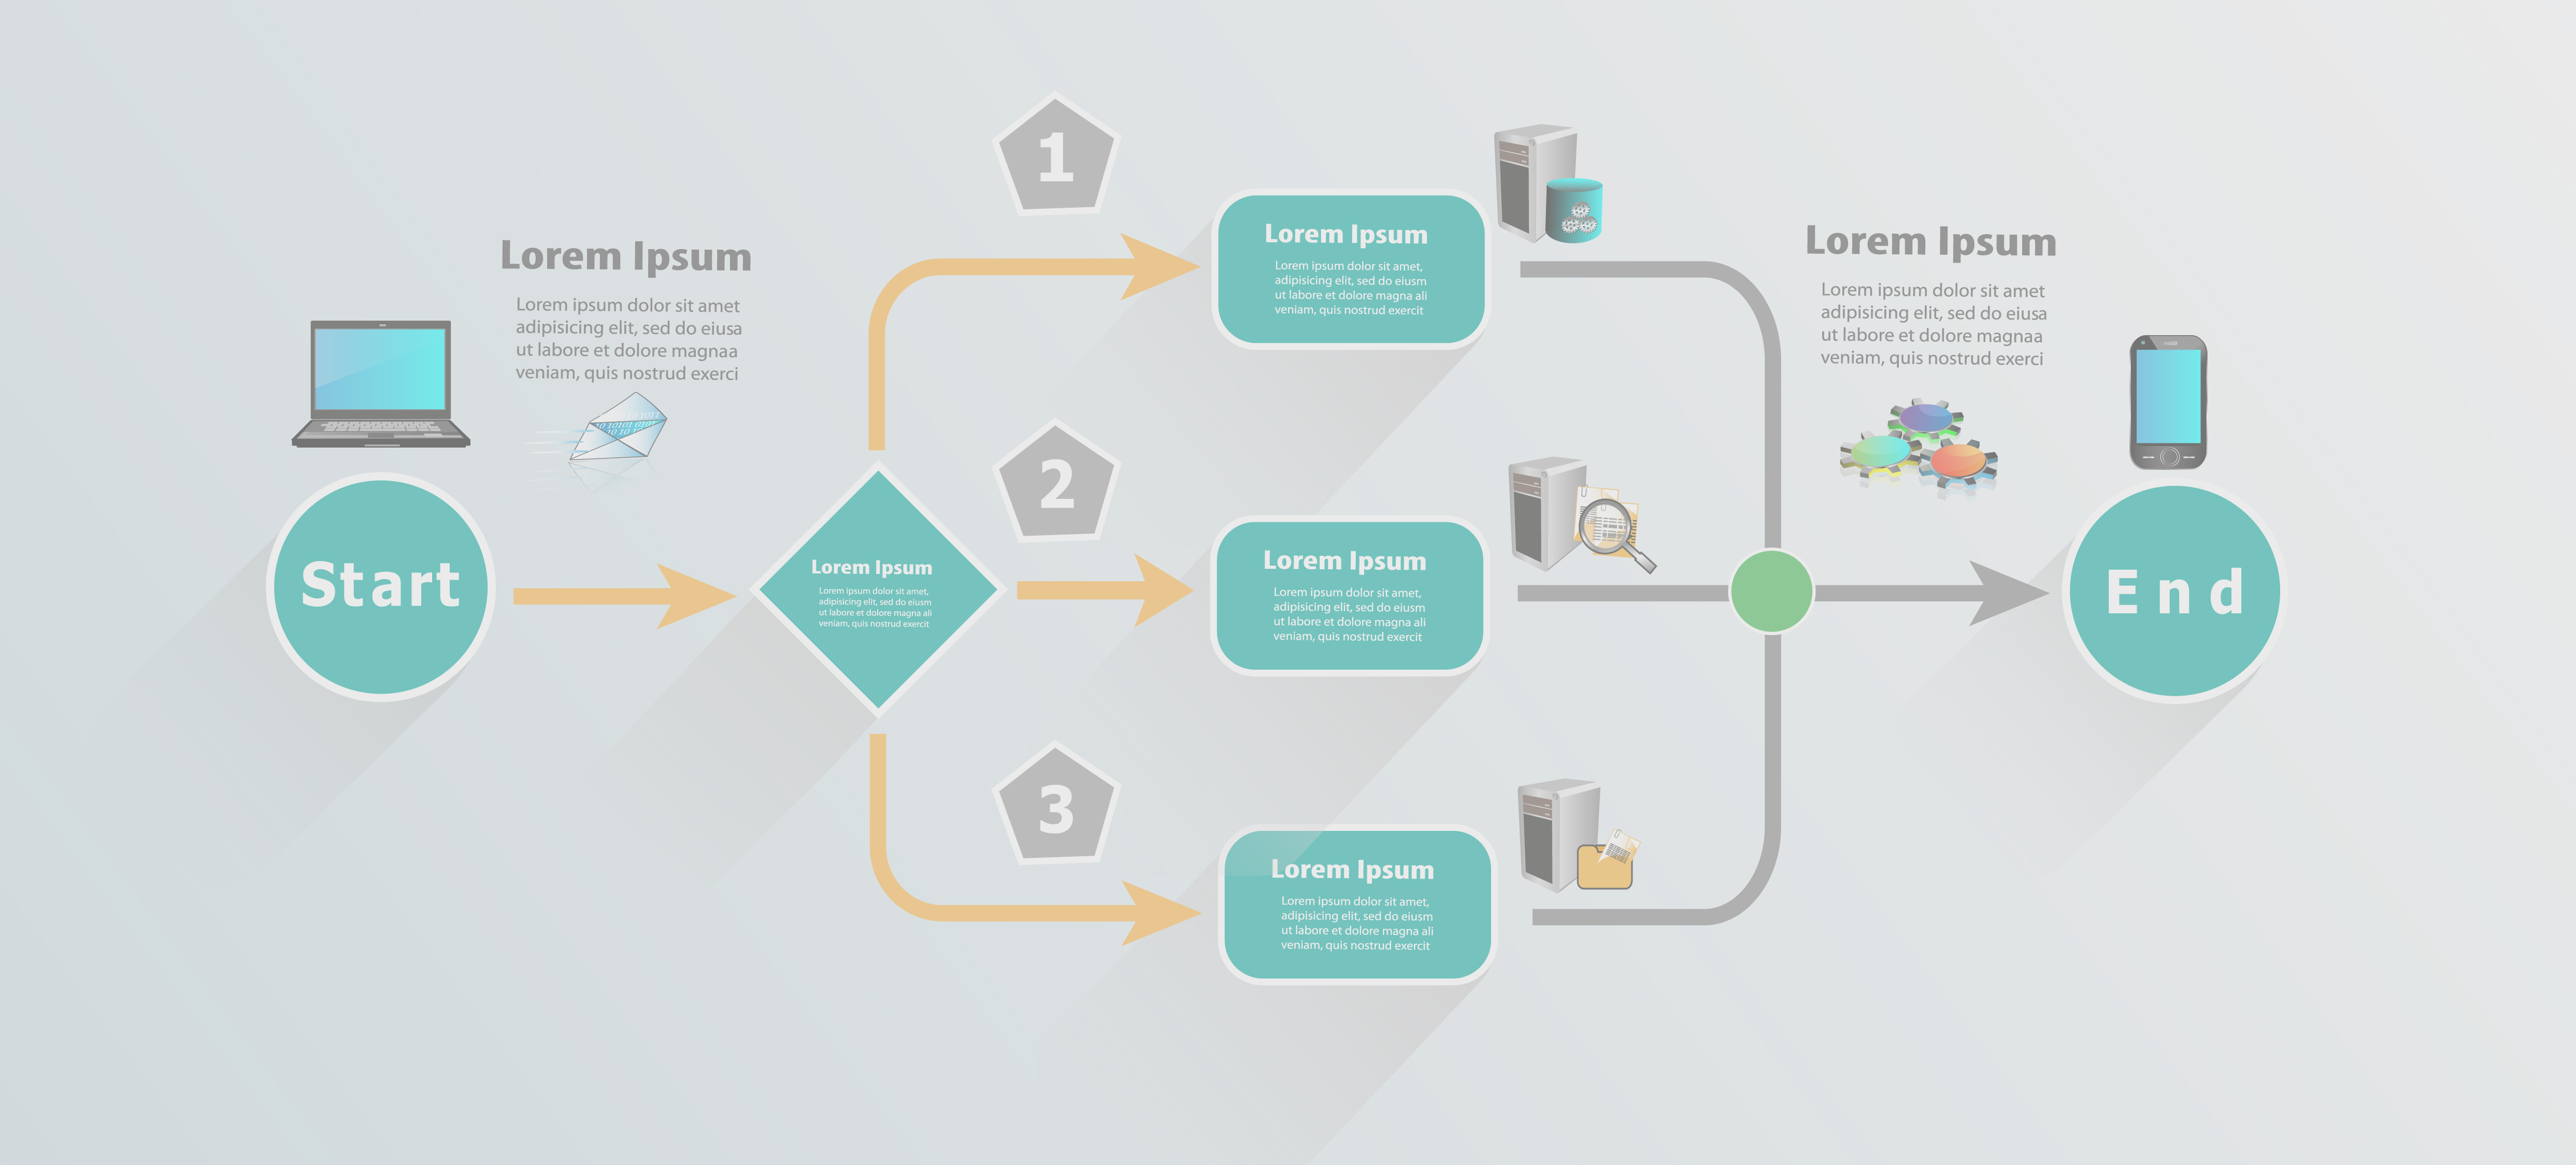 Lorem Ipsum
Lorem ipsum dolor sit amet
adipisicing elit, sed do eiusa
ut labore et dolore magnaa
veniam, quis nostrud exerci
Start
Lorem Ipsum
Lorem ipsum dolor sit amet,
adipisicing elit, sed do eiusm
ut labore et dolore magna ali
veniam, quis nostrud exercit
1
Lorem Ipsum
Lorem ipsum dolor sit amet,
adipisicing elit, sed do eiusm
ut labore et dolore magna ali
veniam, quis nostrud exercit
2
Lorem Ipsum
Lorem ipsum dolor sit amet,
adipisicing elit, sed do eiusm
ut labore et dolore magna ali
veniam, quis nostrud exercit
3
Lorem Ipsum
Lorem ipsum dolor sit amet,
adipisicing elit, sed do eiusm
ut labore et dolore magna ali
veniam, quis nostrud exercit
Lorem Ipsum
Lorem ipsum dolor sit amet
adipisicing elit, sed do eiusa
ut labore et dolore magnaa
veniam, quis nostrud exerci
End